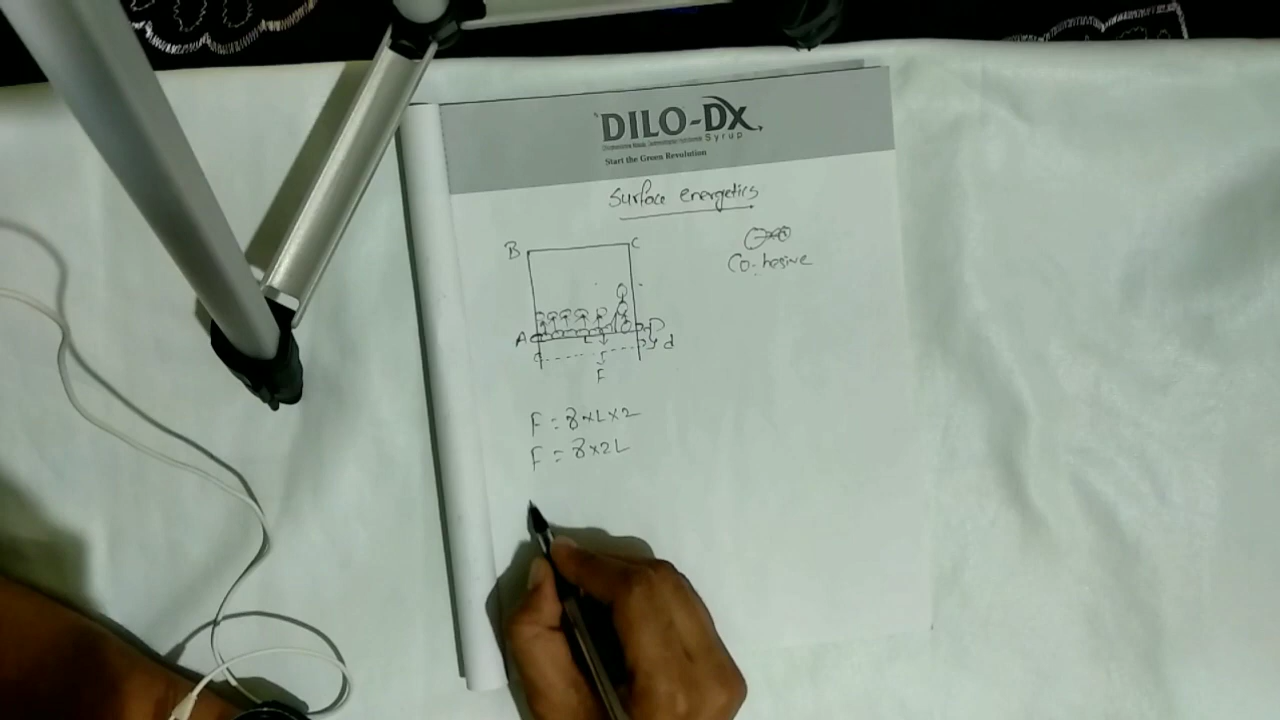 DILO-DX
Syrup
Start the Green Revolution
Surface energetics
B C
Co-hesive
A L D
d
F
F = γ×L×2
F = γ×2L